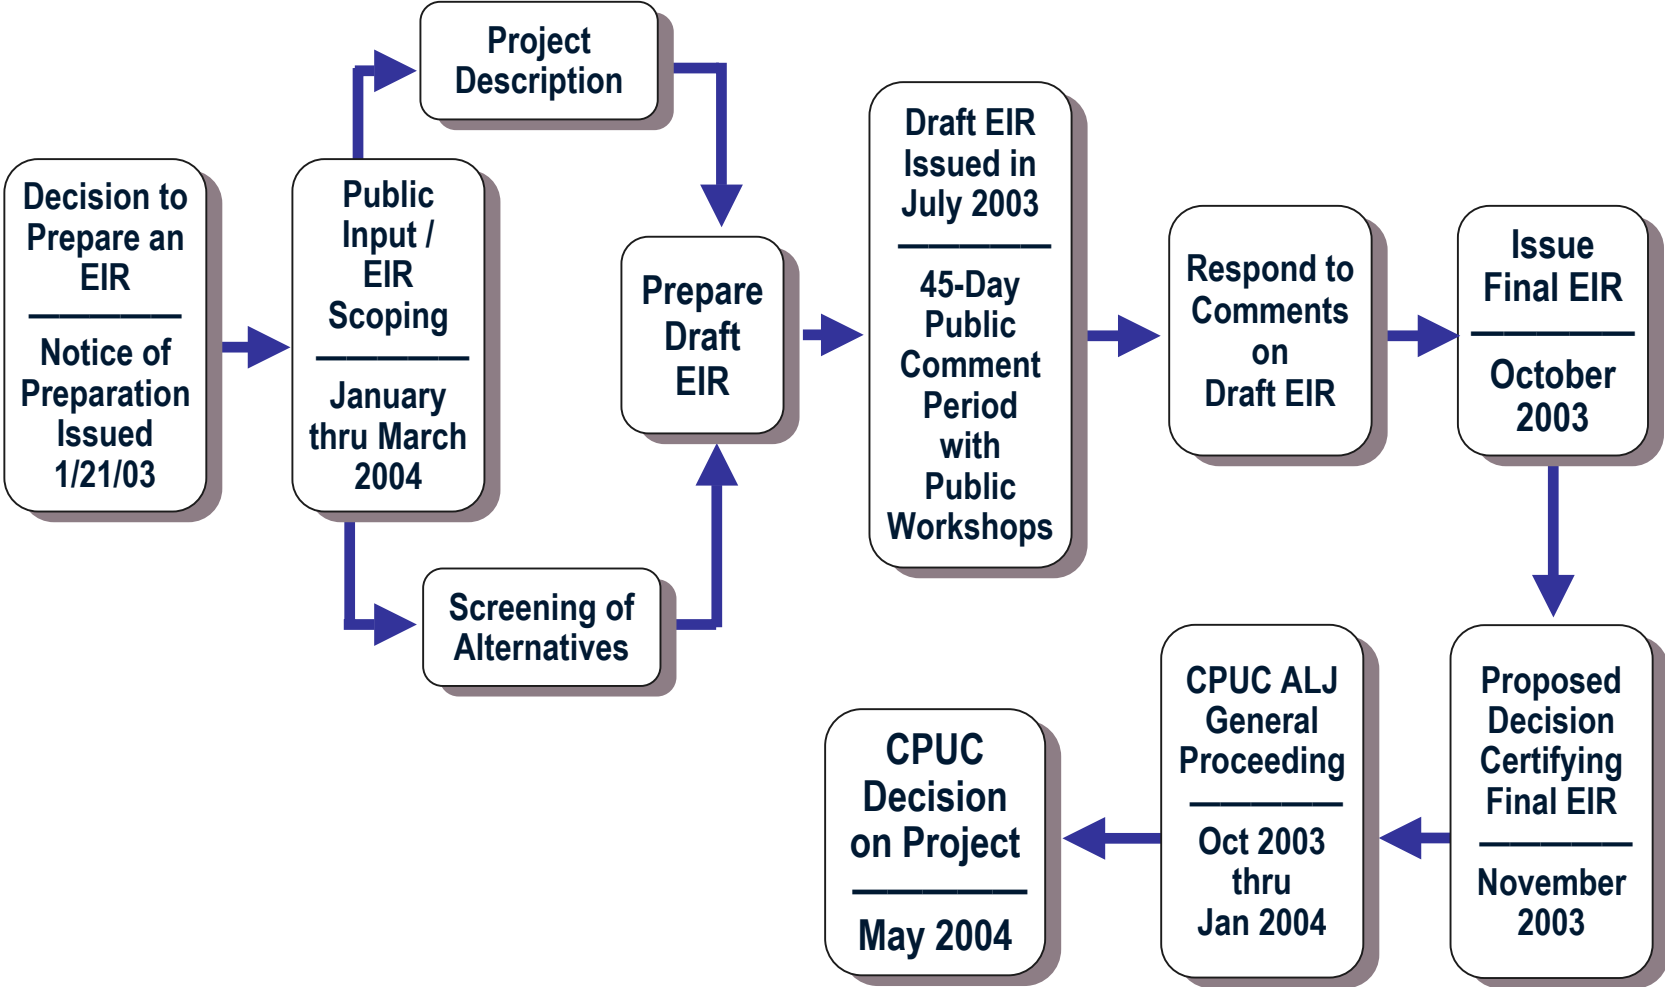 Decision to
Prepare an
EIR
Notice of
Preparation
Issued
1/21/03
Public
Input /
EIR
Scoping
January
thru March
2004
Project
Description
Screening of
Alternatives
Prepare
Draft
EIR
Draft EIR
Issued in
July 2003
45-Day
Public
Comment
Period
with
Public
Workshops
Respond to
Comments
on
Draft EIR
Issue
Final EIR
October
2003
Proposed
Decision
Certifying
Final EIR
November
2003
CPUC ALJ
General
Proceeding
Oct 2003
thru
Jan 2004
CPUC
Decision
on Project
May 2004